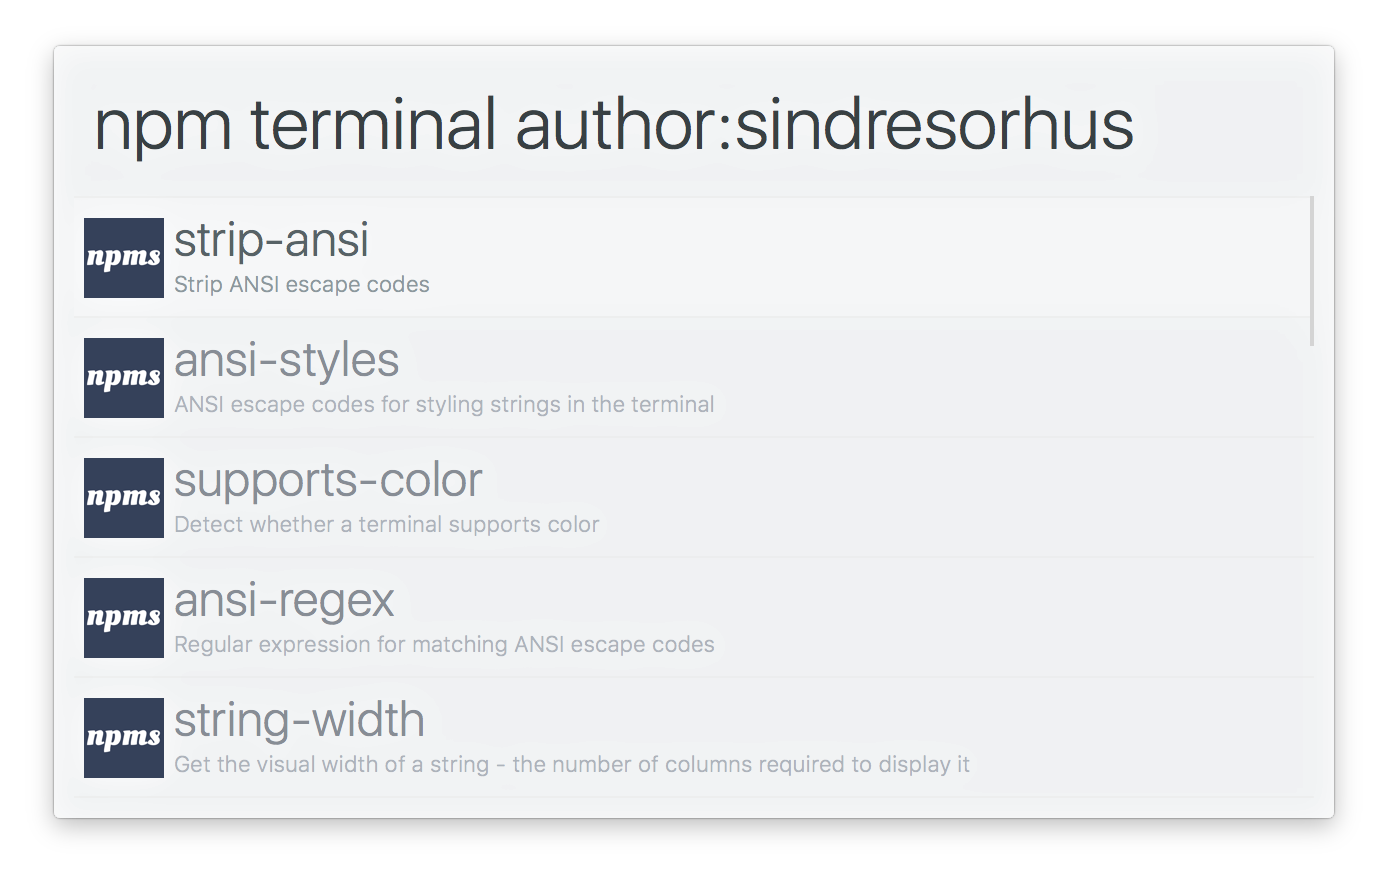 npm terminal author:sindresorhus
npms
strip-ansi
Strip ANSI escape codes
npms
ansi-styles
ANSI escape codes for styling strings in the terminal
npms
supports-color
Detect whether a terminal supports color
npms
ansi-regex
Regular expression for matching ANSI escape codes
npms
string-width
Get the visual width of a string - the number of columns required to display it